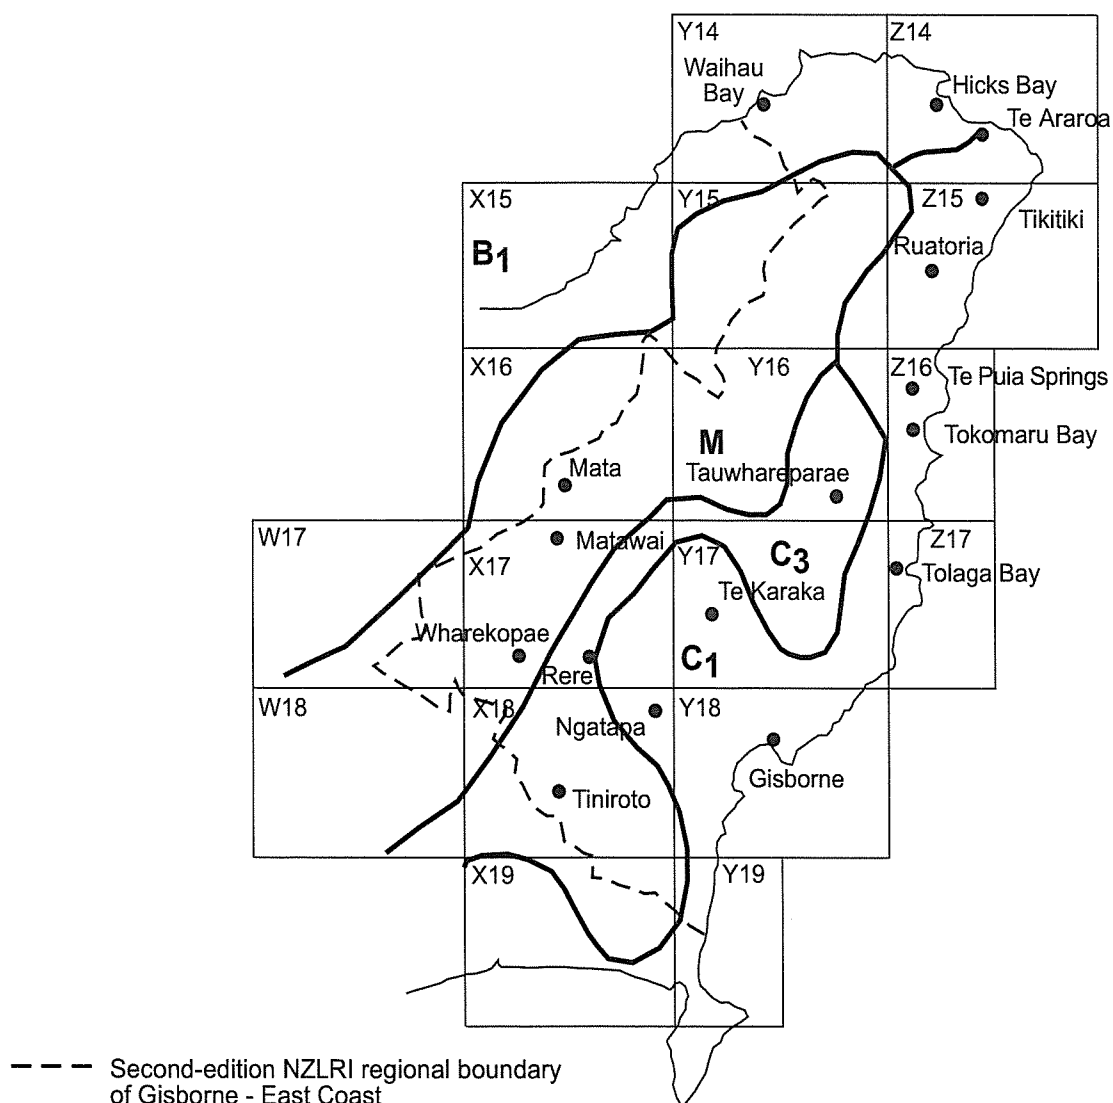 Y14
Z14
Waihau
Bay
Hicks Bay
Te Araroa
X15
Y15
Z15
Tikitiki
B1
Ruatoria
X16
Y16
Z16
Te Puia Springs
M
Tokomaru Bay
Mata
Tauwhareparae
W17
X17
Matawai
Y17
C3
Z17
Tolaga Bay
Te Karaka
Wharekopae
C1
Rere
W18
X18
Y18
Ngatapa
Gisborne
Tiniroto
X19
Y19
Second-edition NZLRI regional boundary
of Gisborne - East Coast